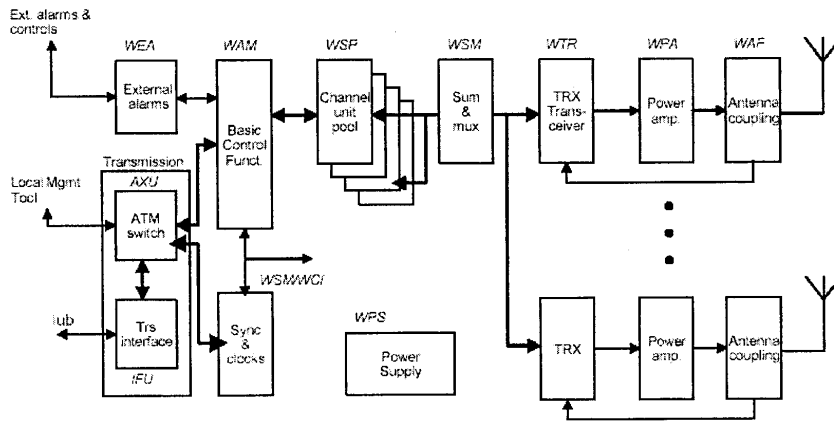 Ext. alarms &
controls
WEA
WAM
WSP
WSM
WTR
WPA
WAF
External
alarms
Basic
Control
Funct.
Channel
unit
pool
Sum
&
mux
TRX
Trans-
ceiver
Power
amp.
Antenna
coupling
Transmission
AXU
Local Mgmt
Tool
ATM
switch
WSM/WCI
Iub
Trs
interface
IFU
Sync
&
clocks
WPS
Power
Supply
TRX
Power
amp.
Antenna
coupling